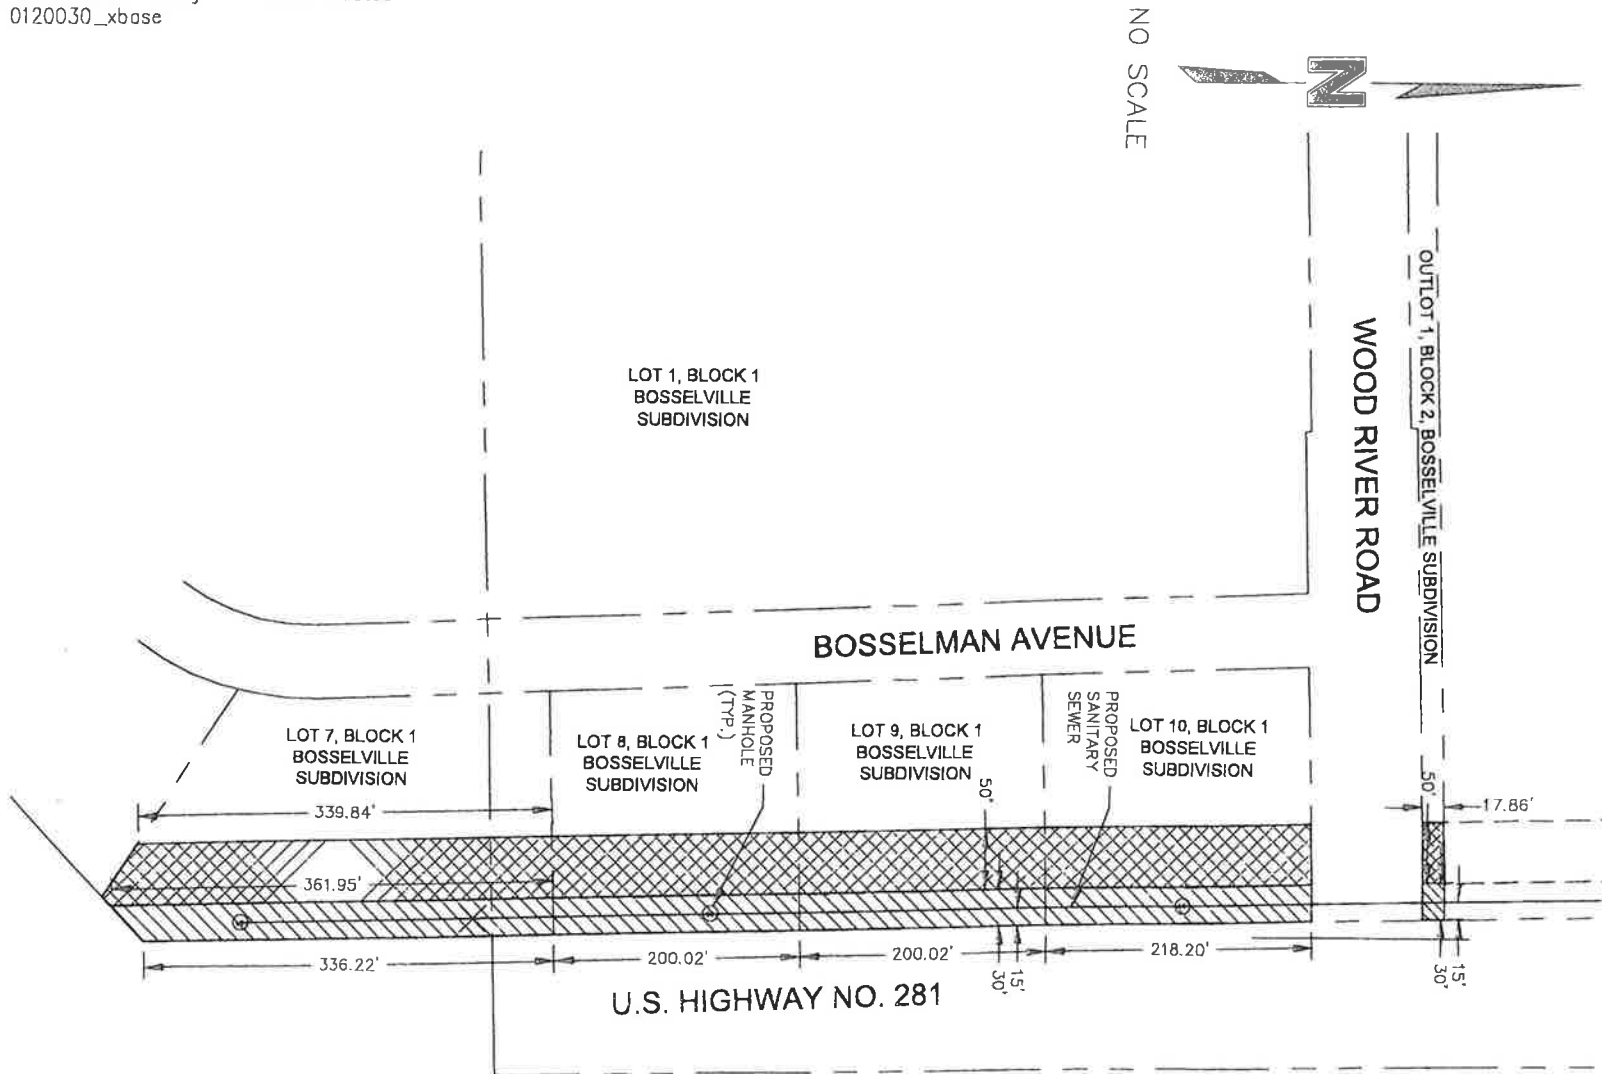 0120030_xbase
NO SCALE
N
LOT 1, BLOCK 1
BOSSELVILLE
SUBDIVISION
WOOD RIVER ROAD
OUTLOT 1, BLOCK 2, BOSSELVILLE SUBDIVISION
BOSSELMAN AVENUE
LOT 7, BLOCK 1
BOSSELVILLE
SUBDIVISION
LOT 8, BLOCK 1
BOSSELVILLE
SUBDIVISION
PROPOSED
MANHOLE
(TYP.)
LOT 9, BLOCK 1
BOSSELVILLE
SUBDIVISION
PROPOSED
SANITARY
SEWER
LOT 10, BLOCK 1
BOSSELVILLE
SUBDIVISION
50'
50'
17.86'
339.84'
361.95'
336.22'
200.02'
200.02'
15'
30'
218.20'
15'
30'
U.S. HIGHWAY NO. 281